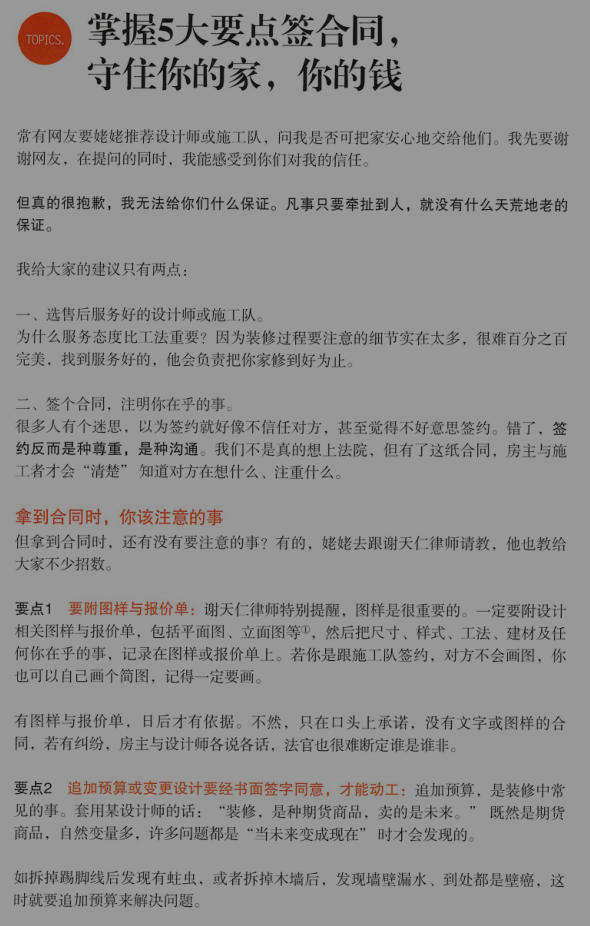 TOPICS.
掌握5大要点签合同，
守住你的家，你的钱
常有网友要姥姥推荐设计师或施工队，问我是否可把家安心地交给他们。我先要谢
谢网友，在提问的同时，我能感受到你们对我的信任。
但真的很抱歉，我无法给你们什么保证。凡事只要牵扯到人，就没有什么天荒地老的
保证。
我给大家的建议只有两点：
一、选售后服务好的设计师或施工队。
为什么服务态度比工法重要？因为装修过程要注意的细节实在太多，很难百分之百
完美，找到服务好的，他会负责把你家修到好为止。
二、签个合同，注明你在乎的事。
很多人有个迷思，以为签约就好像不信任对方，甚至觉得不好意思签约。错了，签
约反而是种尊重，是种沟通。我们不是真的想上法院，但有了这纸合同，房主与施
工者才会“清楚”知道对方在想什么、注重什么。
拿到合同时，你该注意的事
但拿到合同时，还有没有要注意的事？有的，姥姥去跟谢天仁律师请教，他也教给
大家不少招数。
要点1 要附图样与报价单：谢天仁律师特别提醒，图样是很重要的。一定要附设计
相关图样与报价单，包括平面图、立面图等①，然后把尺寸、样式、工法、建材及任
何你在乎的事，记录在图样或报价单上。若你是跟施工队签约，对方不会画图，你
也可以自己画个简图，记得一定要画。
有图样与报价单，日后才有依据。不然，只在口头上承诺，没有文字或图样的合
同，若有纠纷，房主与设计师各说各话，法官也很难断定谁是谁非。
要点2 追加预算或变更设计要经书面签字同意，才能动工：追加预算，是装修中常
见的事。套用某设计师的话：“装修，是种期货商品，卖的是未来。”既然是期货
商品，自然变量多，许多问题都是“当未来变成现在”时才会发现的。
如拆掉踢脚线后发现有蛀虫，或者拆掉木墙后，发现墙壁漏水、到处都是壁癌，这
时就要追加预算来解决问题。